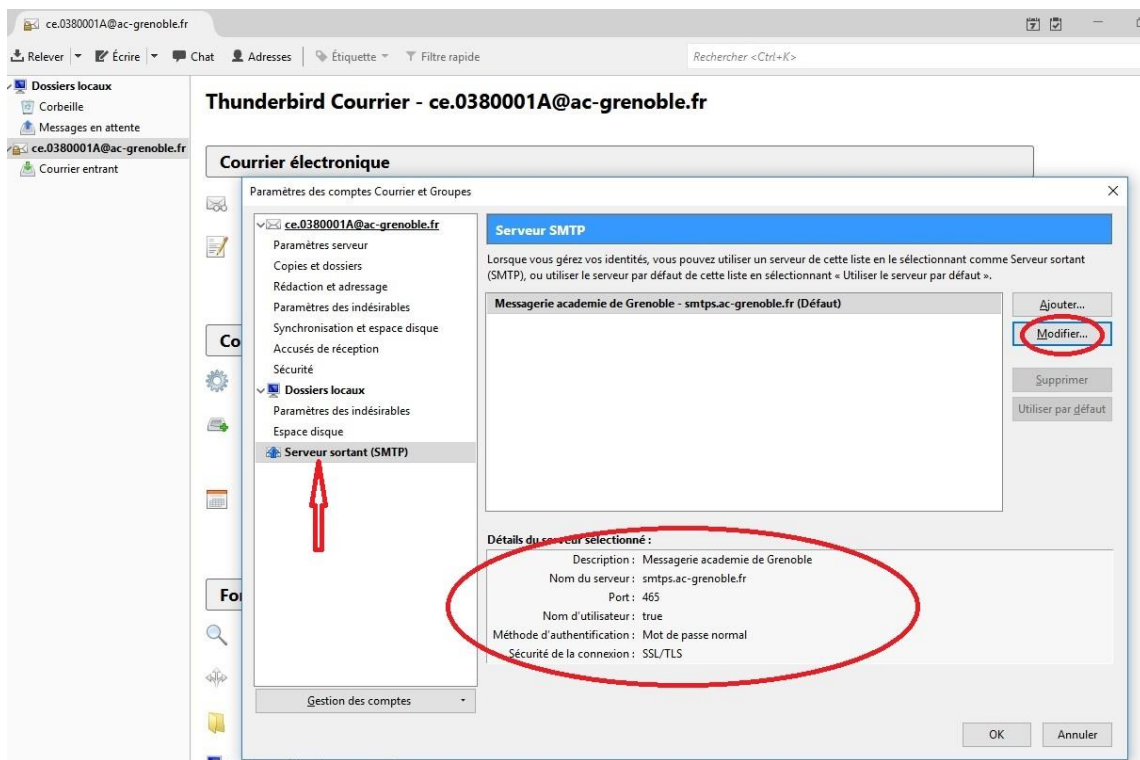 ce.0380001A@ac-grenoble.fr
Relever Écrire Chat Adresses Étiquette Filtre rapide Rechercher <Ctrl+K>
Dossiers locaux
Corbeille
Messages en attente
ce.0380001A@ac-grenoble.fr
Courrier entrant
Thunderbird Courrier - ce.0380001A@ac-grenoble.fr
Courrier électronique
Co
Fo
Paramètres des comptes Courrier et Groupes
ce.0380001A@ac-grenoble.fr
Paramètres serveur
Copies et dossiers
Rédaction et adressage
Paramètres des indésirables
Synchronisation et espace disque
Accusés de réception
Sécurité
Dossiers locaux
Paramètres des indésirables
Espace disque
Serveur sortant (SMTP)
Gestion des comptes
Serveur SMTP
Lorsque vous gérez vos identités, vous pouvez utiliser un serveur de cette liste en le sélectionnant comme Serveur sortant
(SMTP), ou utiliser le serveur par défaut de cette liste en sélectionnant « Utiliser le serveur par défaut ».
Messagerie academie de Grenoble - smtps.ac-grenoble.fr (Défaut)
Ajouter...
Modifier...
Supprimer
Utiliser par défaut
Détails du serveur sélectionné :
Description : Messagerie academie de Grenoble
Nom du serveur : smtps.ac-grenoble.fr
Port : 465
Nom d'utilisateur : true
Méthode d'authentification : Mot de passe normal
Sécurité de la connexion : SSL/TLS
OK Annuler